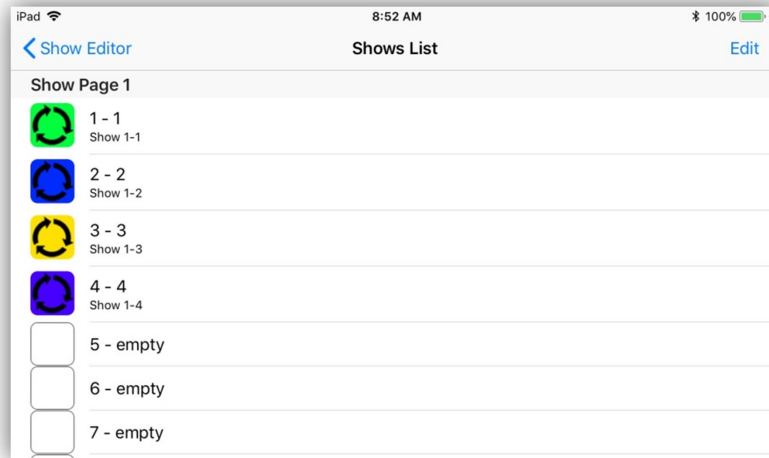 iPad 8:52 AM 100%
Show Editor Shows List Edit
Show Page 1
1 - 1
Show 1-1
2 - 2
Show 1-2
3 - 3
Show 1-3
4 - 4
Show 1-4
5 - empty
6 - empty
7 - empty